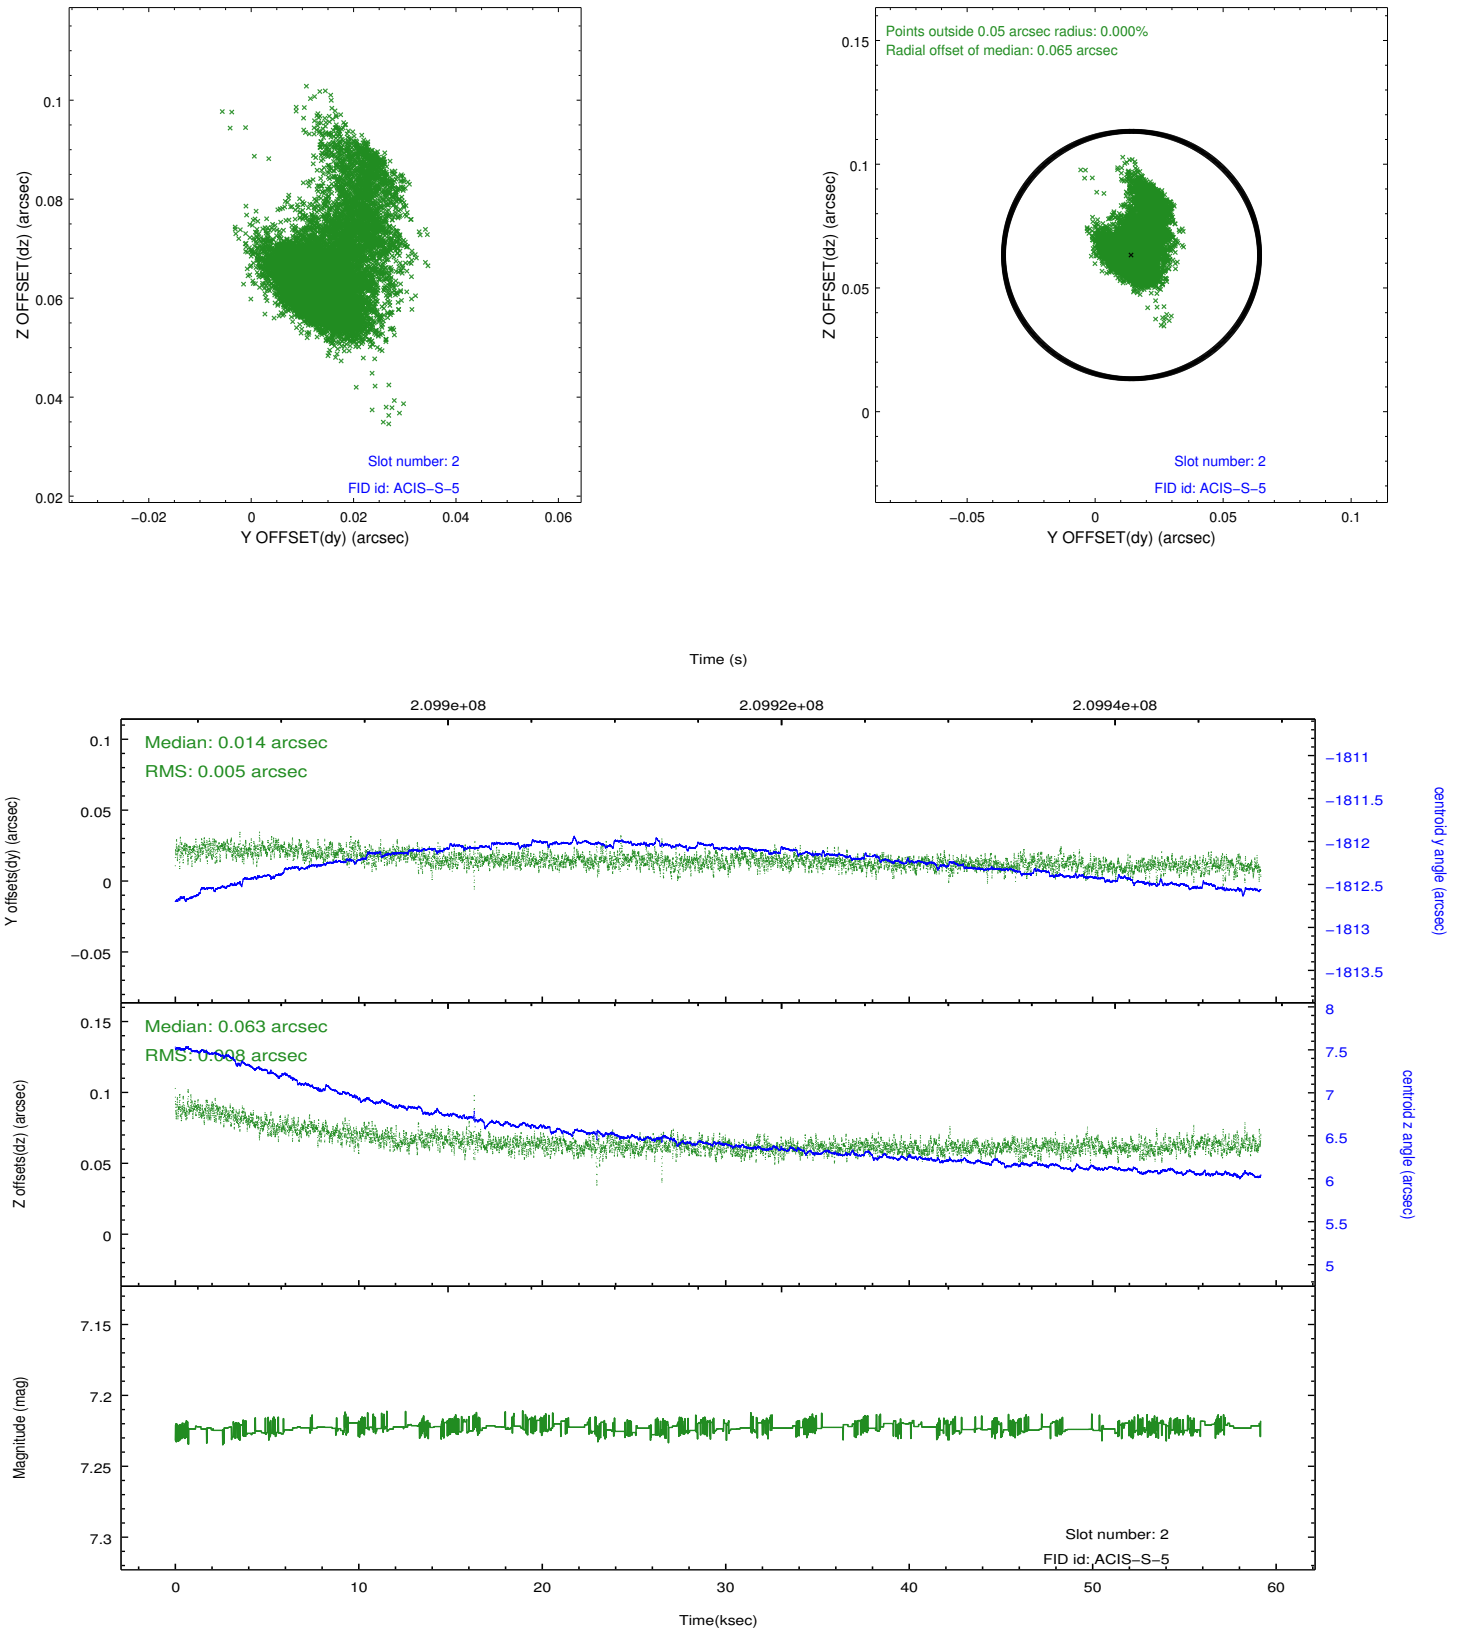 0.1
0.08
0.06
0.04
0.02
Z OFFSET(dz) (arcsec)
−0.02 0 0.02 0.04 0.06
Y OFFSET(dy) (arcsec)
Slot number: 2
FID id: ACIS−S−5
Points outside 0.05 arcsec radius: 0.000%
Radial offset of median: 0.065 arcsec
0.15
0.1
0.05
0
Z OFFSET(dz) (arcsec)
−0.05 0 0.05 0.1
Y OFFSET(dy) (arcsec)
Slot number: 2
FID id: ACIS−S−5
Time (s)
2.099e+08 2.0992e+08 2.0994e+08
Median: 0.014 arcsec
RMS: 0.005 arcsec
0.1
0.05
0
−0.05
Y offsets(dy) (arcsec)
−1811
−1811.5
−1812
−1812.5
−1813
−1813.5
centroid y angle (arcsec)
Median: 0.063 arcsec
RMS: 0.008 arcsec
0.15
0.1
0.05
0
Z offsets(dz) (arcsec)
8
7.5
7
6.5
6
5.5
5
centroid z angle (arcsec)
7.15
7.2
7.25
7.3
Magnitude (mag)
Slot number: 2
FID id: ACIS−S−5
0 10 20 30 40 50 60
Time(ksec)